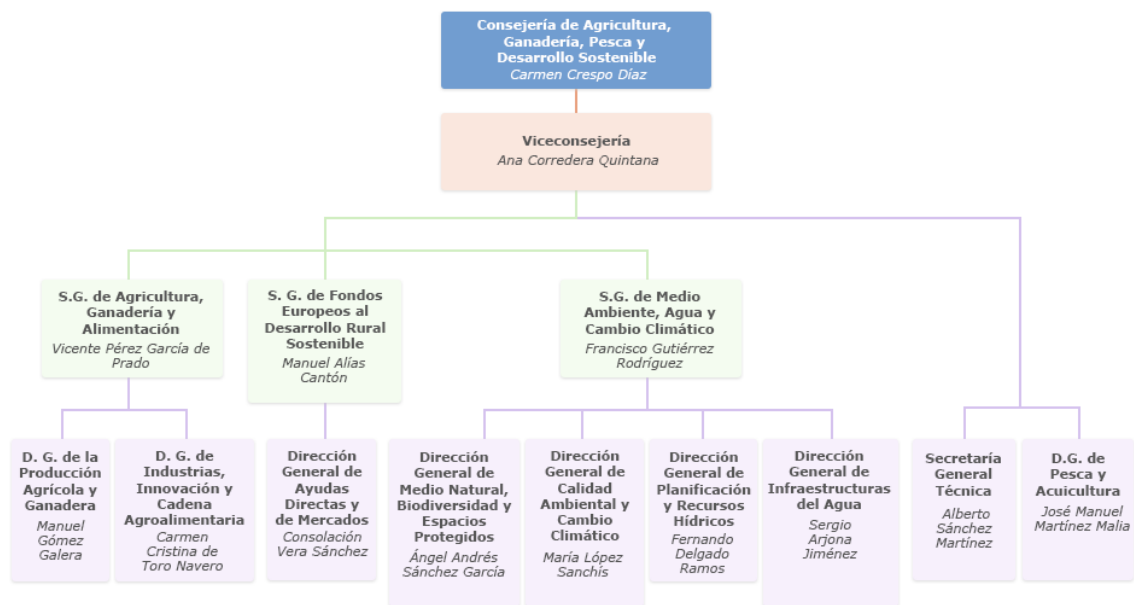 Consejería de Agricultura,
Ganadería, Pesca y
Desarrollo Sostenible
Carmen Crespo Díaz
Viceconsejería
Ana Corredera Quintana
S.G. de Agricultura,
Ganadería y
Alimentación
Vicente Pérez García de
Prado
S. G. de Fondos
Europeos al
Desarrollo Rural
Sostenible
Manuel Alías
Cantón
S.G. de Medio
Ambiente, Agua y
Cambio Climático
Francisco Gutiérrez
Rodríguez
D. G. de la
Producción
Agrícola y
Ganadera
Manuel
Gómez
Galera
D. G. de
Industrias,
Innovación y
Cadena
Agroalimentaria
Carmen
Cristina de
Toro Navero
Dirección
General de
Ayudas
Directas y
de Mercados
Consolación
Vera Sánchez
Dirección
General de
Medio Natural,
Biodiversidad y
Espacios
Protegidos
Ángel Andrés
Sánchez García
Dirección
General de
Calidad
Ambiental y
Cambio
Climático
María López
Sanchís
Dirección
General de
Planificación
y Recursos
Hídricos
Fernando
Delgado
Ramos
Dirección
General de
Infraestructuras
del Agua
Sergio
Arjona
Jiménez
Secretaría
General
Técnica
Alberto
Sánchez
Martínez
D.G. de
Pesca y
Acuicultura
José Manuel
Martínez Malia